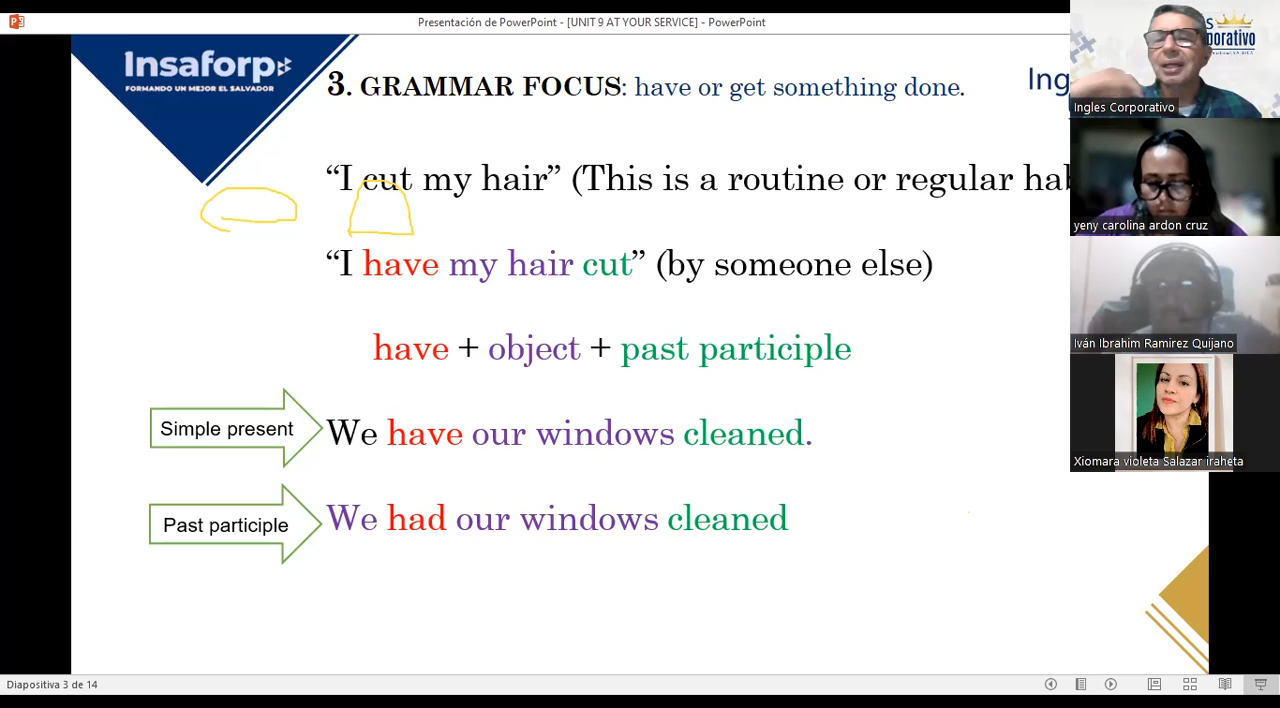 Presentación de PowerPoint - [UNIT 9 AT YOUR SERVICE] - PowerPoint
Insaforp
FORMANDO UN MEJOR EL SALVADOR
3. GRAMMAR FOCUS: have or get something done.
Ing
“I cut my hair” (This is a routine or regular hab
“I have my hair cut” (by someone else)
have + object + past participle
Simple present
We have our windows cleaned.
Past participle
We had our windows cleaned
Ingles Corporativo
yeny carolina ardon cruz
Iván Ibrahim Ramirez Quijano
Xiomara violeta Salazar iraheta
Diapositiva 3 de 14